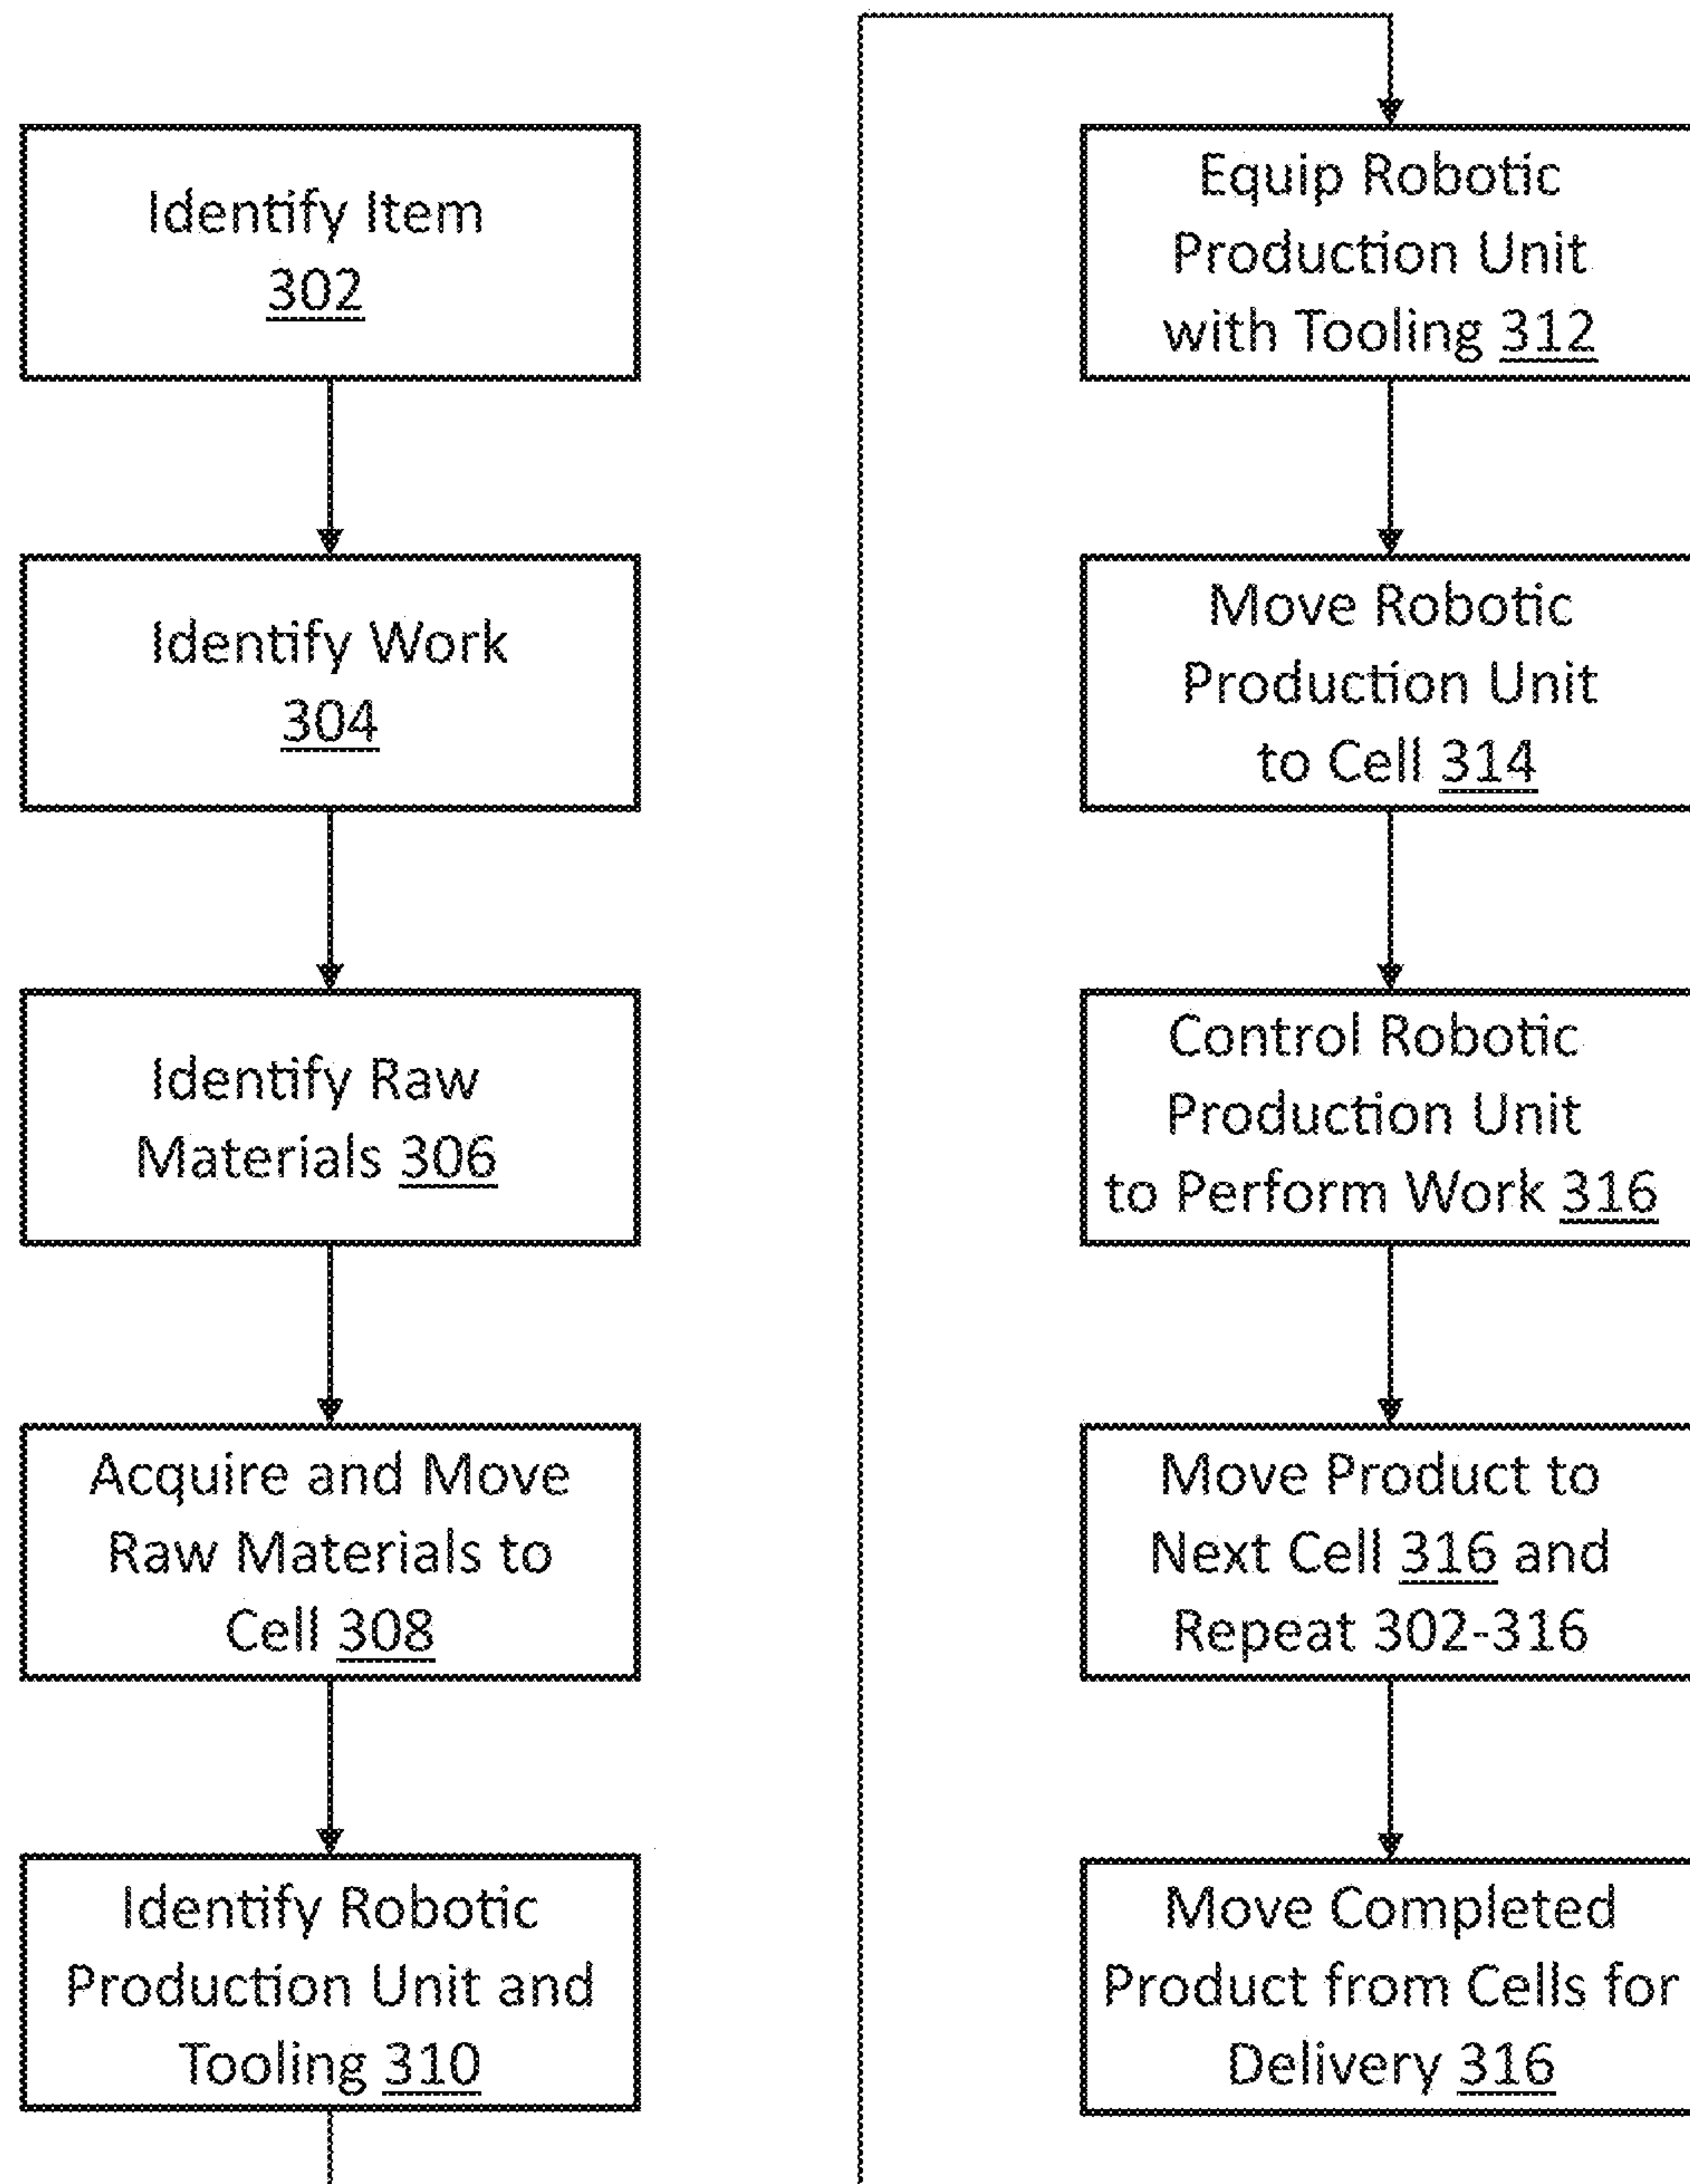 Identify Item
302
Identify Work
304
Identify Raw
Materials 306
Acquire and Move
Raw Materials to
Cell 308
Identify Robotic
Production Unit and
Tooling 310
Equip Robotic
Production Unit
with Tooling 312
Move Robotic
Production Unit
to Cell 314
Control Robotic
Production Unit
to Perform Work 316
Move Product to
Next Cell 316 and
Repeat 302-316
Move Completed
Product from Cells for
Delivery 316